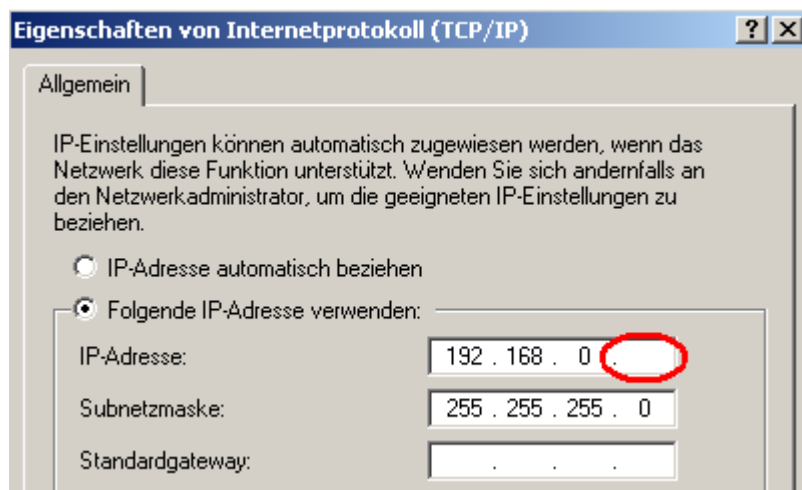 Eigenschaften von Internetprotokoll (TCP/IP)
Allgemein
IP-Einstellungen können automatisch zugewiesen werden, wenn das
Netzwerk diese Funktion unterstützt. Wenden Sie sich andernfalls an
den Netzwerkadministrator, um die geeigneten IP-Einstellungen zu
beziehen.
IP-Adresse automatisch beziehen
Folgende IP-Adresse verwenden:
IP-Adresse: 192 . 168 . 0 .
Subnetzmaske: 255 . 255 . 255 . 0
Standardgateway: . . .